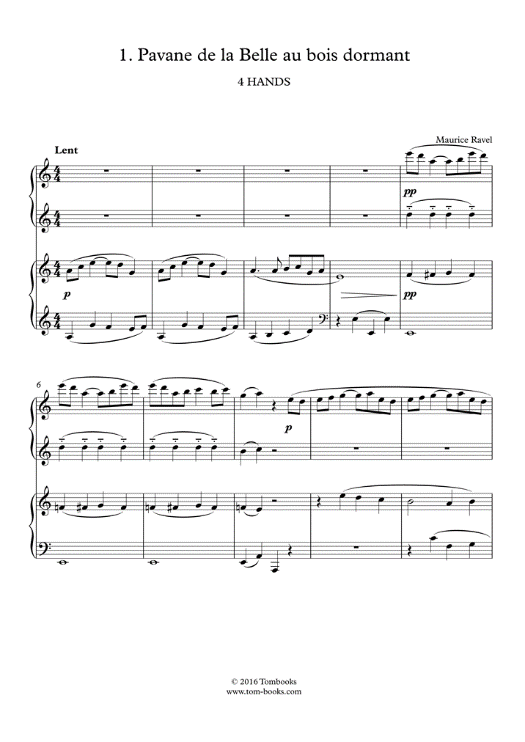 1. Pavane de la Belle au bois dormant
4 HANDS
Maurice Ravel
Lent
pp
p
pp
6
p
© 2016 Tombooks
www.tom-books.com